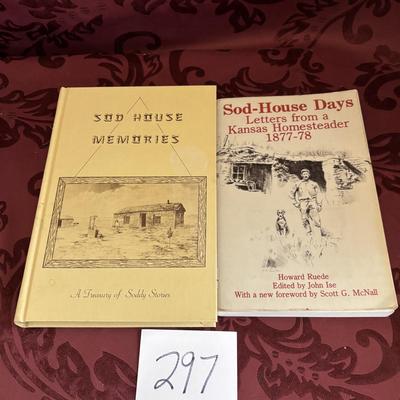 SOD HOUSE
MEMORIES
A Treasury of Soddy Stories
Sod-House Days
Letters from a
Kansas Homesteader
1877-78
Howard Ruede
Edited by John Ise
With a new foreword by Scott G. McNall
297